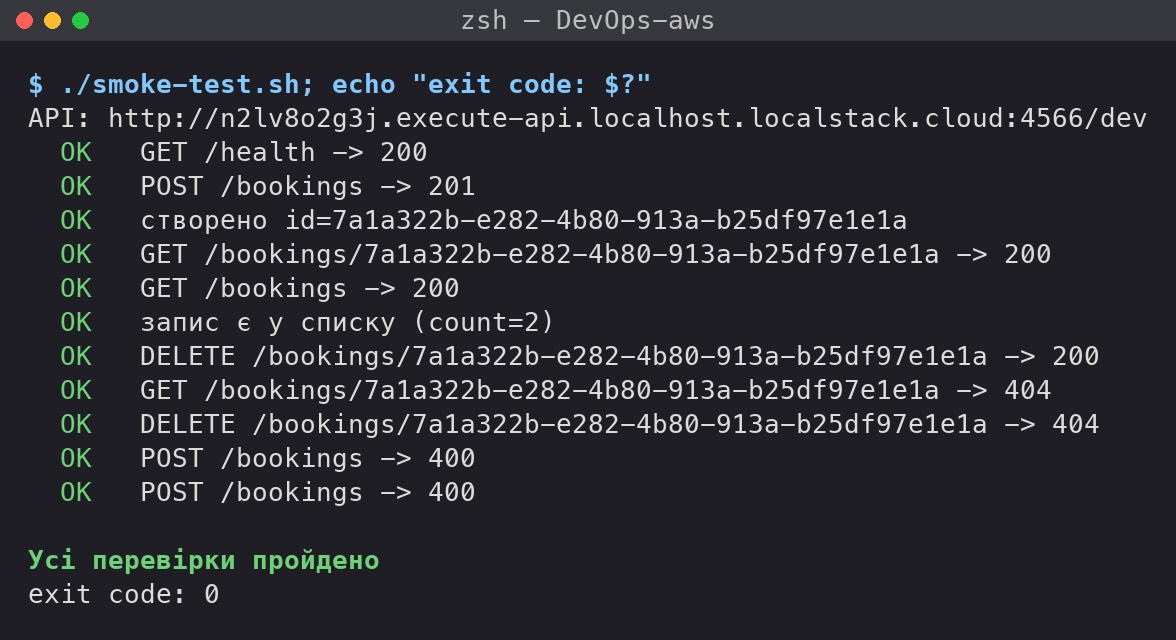 zsh — DevOps-aws
$ ./smoke-test.sh; echo "exit code: $?"
API: http://n2lv8o2g3j.execute-api.localhost.localstack.cloud:4566/dev
OK   GET /health -> 200
OK   POST /bookings -> 201
OK   створено id=7a1a322b-e282-4b80-913a-b25df97e1e1a
OK   GET /bookings/7a1a322b-e282-4b80-913a-b25df97e1e1a -> 200
OK   GET /bookings -> 200
OK   запис є у списку (count=2)
OK   DELETE /bookings/7a1a322b-e282-4b80-913a-b25df97e1e1a -> 200
OK   GET /bookings/7a1a322b-e282-4b80-913a-b25df97e1e1a -> 404
OK   DELETE /bookings/7a1a322b-e282-4b80-913a-b25df97e1e1a -> 404
OK   POST /bookings -> 400
OK   POST /bookings -> 400
Усі перевірки пройдено
exit code: 0